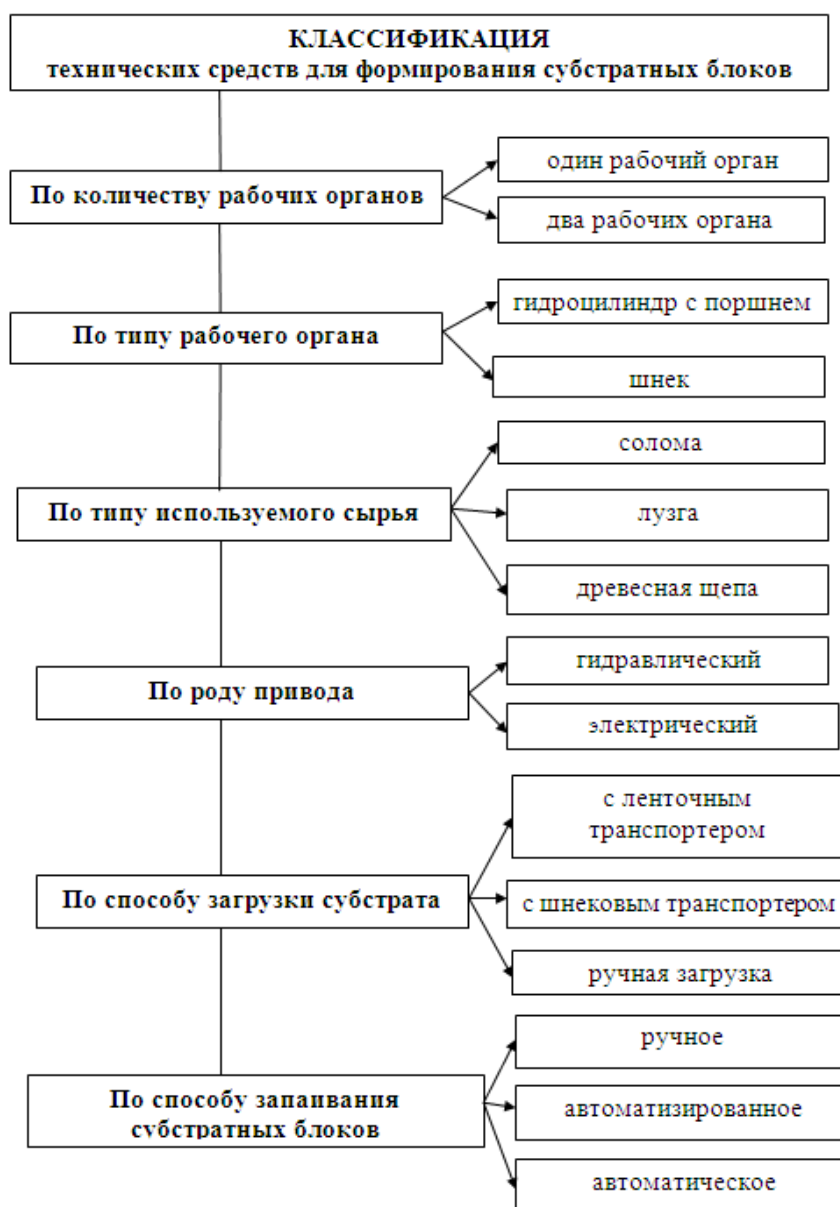 КЛАССИФИКАЦИЯ
технических средств для формирования субстратных блоков
По количеству рабочих органов
один рабочий орган
два рабочих органа
По типу рабочего органа
гидроцилиндр с поршнем
шнек
По типу используемого сырья
солома
лузга
древесная щепа
По роду привода
гидравлический
электрический
По способу загрузки субстрата
с ленточным
транспортером
с шнековым транспортером
ручная загрузка
По способу запаивания
субстратных блоков
ручное
автоматизированное
автоматическое